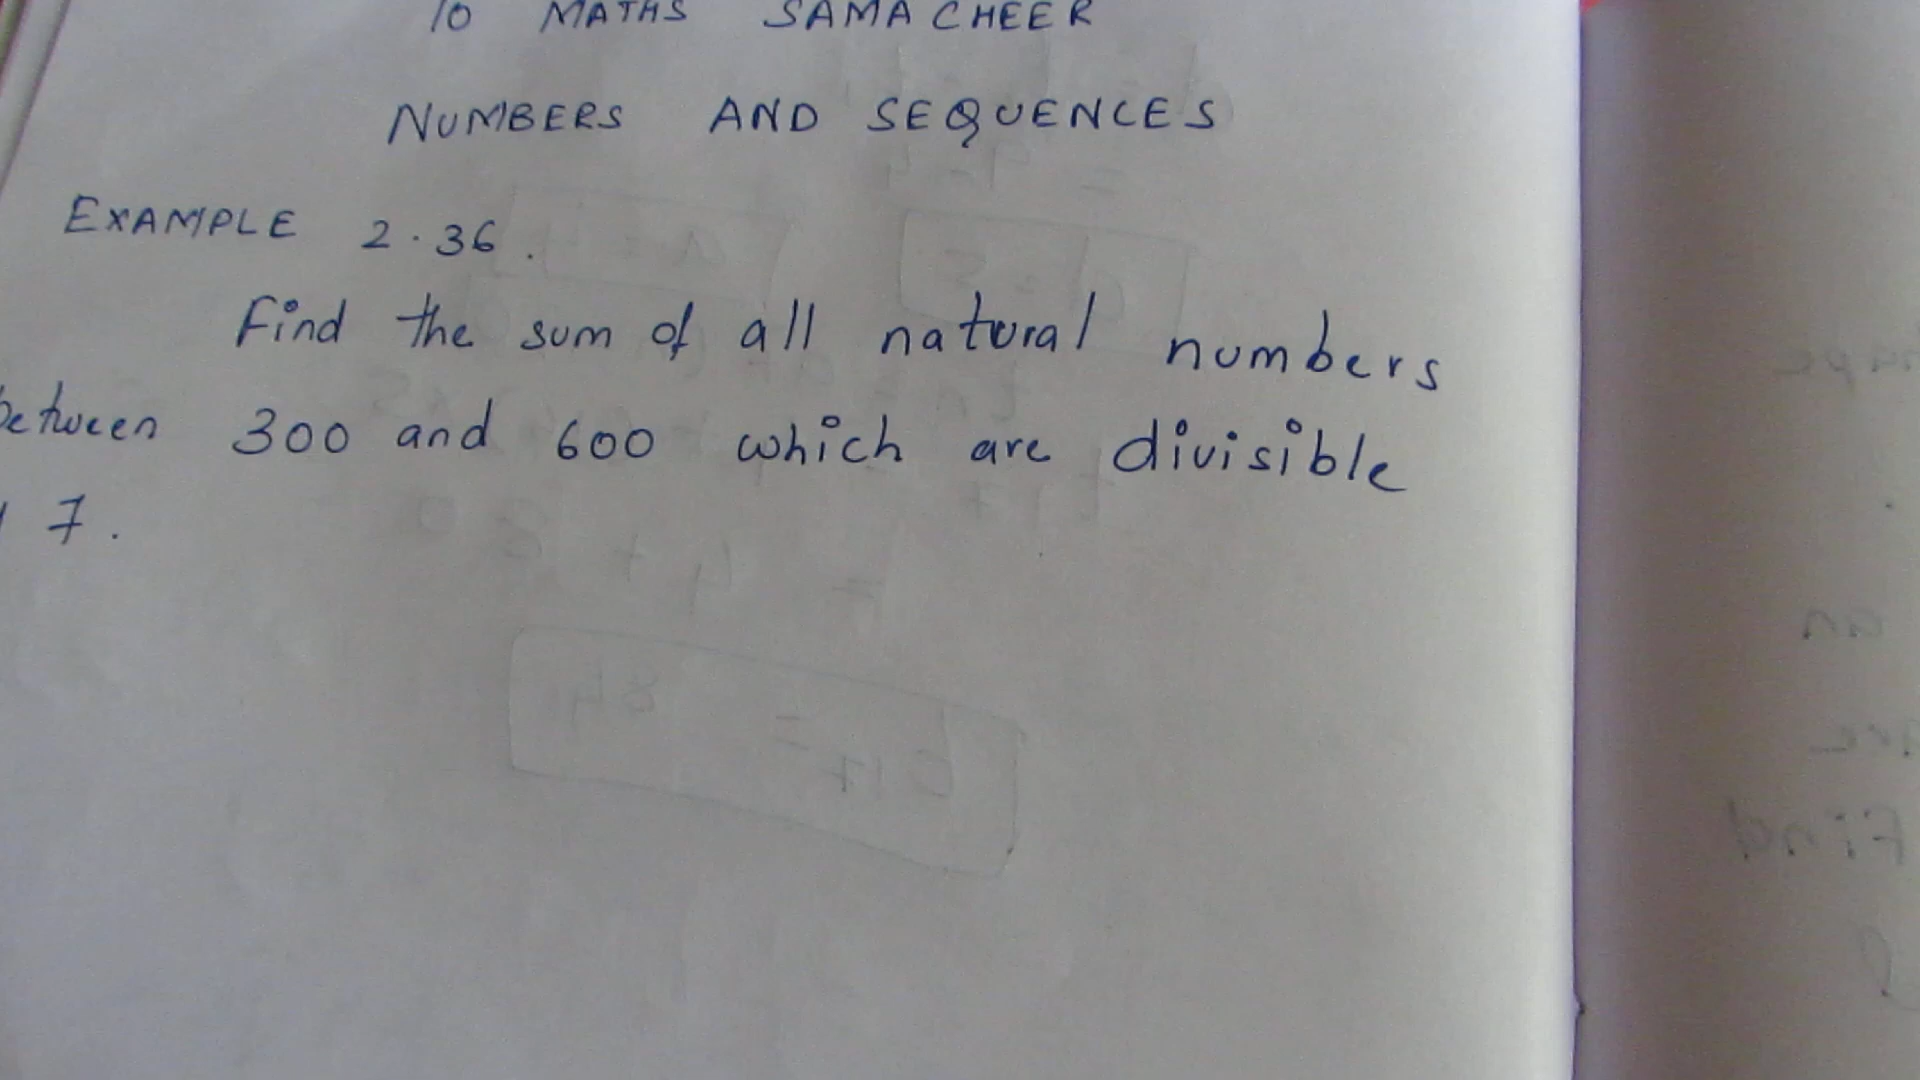 10 MATHS SAMACHEER
NUMBERS AND SEQUENCES
EXAMPLE 2.36.
Find the sum of all natural numbers
between 300 and 600 which are divisible
7.